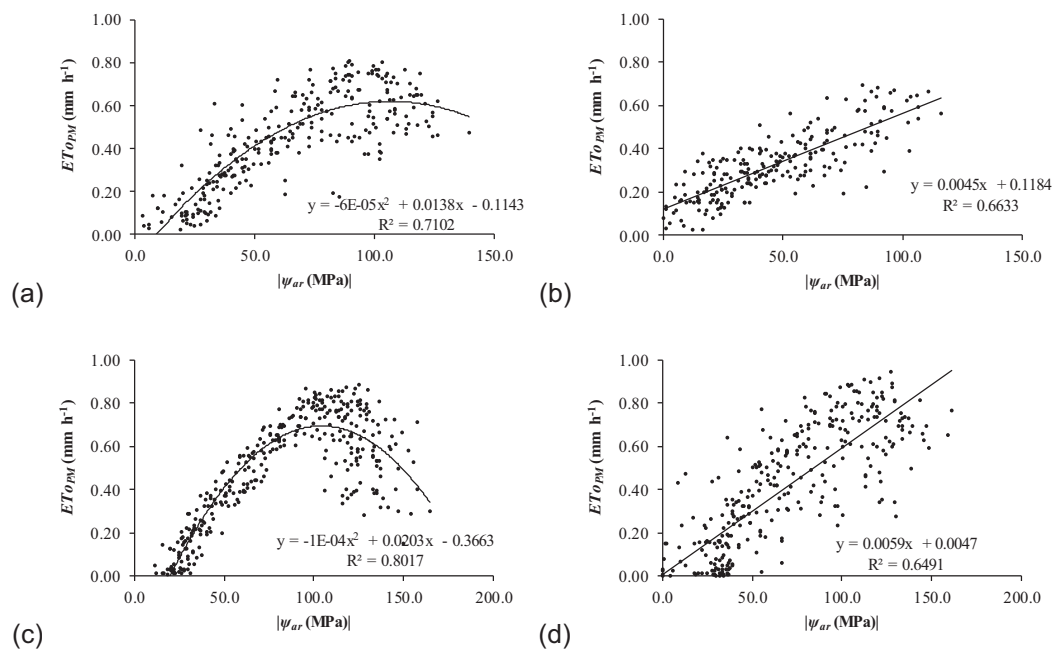 1.00
0.80
0.60
0.40
0.20
0.00
ETo_PM (mm h⁻¹)
y = -6E-05x² + 0.0138x - 0.1143
R² = 0.7102
0.0 50.0 100.0 150.0
|ψ_ar (MPa)|
(a)
1.00
0.80
0.60
0.40
0.20
0.00
ETo_PM (mm h⁻¹)
y = 0.0045x + 0.1184
R² = 0.6633
0.0 50.0 100.0 150.0
|ψ_ar (MPa)|
(b)
1.00
0.80
0.60
0.40
0.20
0.00
ETo_PM (mm h⁻¹)
y = -1E-04x² + 0.0203x - 0.3663
R² = 0.8017
0.0 50.0 100.0 150.0 200.0
|ψ_ar (MPa)|
(c)
1.00
0.80
0.60
0.40
0.20
0.00
ETo_PM (mm h⁻¹)
y = 0.0059x + 0.0047
R² = 0.6491
0.0 50.0 100.0 150.0 200.0
|ψ_ar (MPa)|
(d)